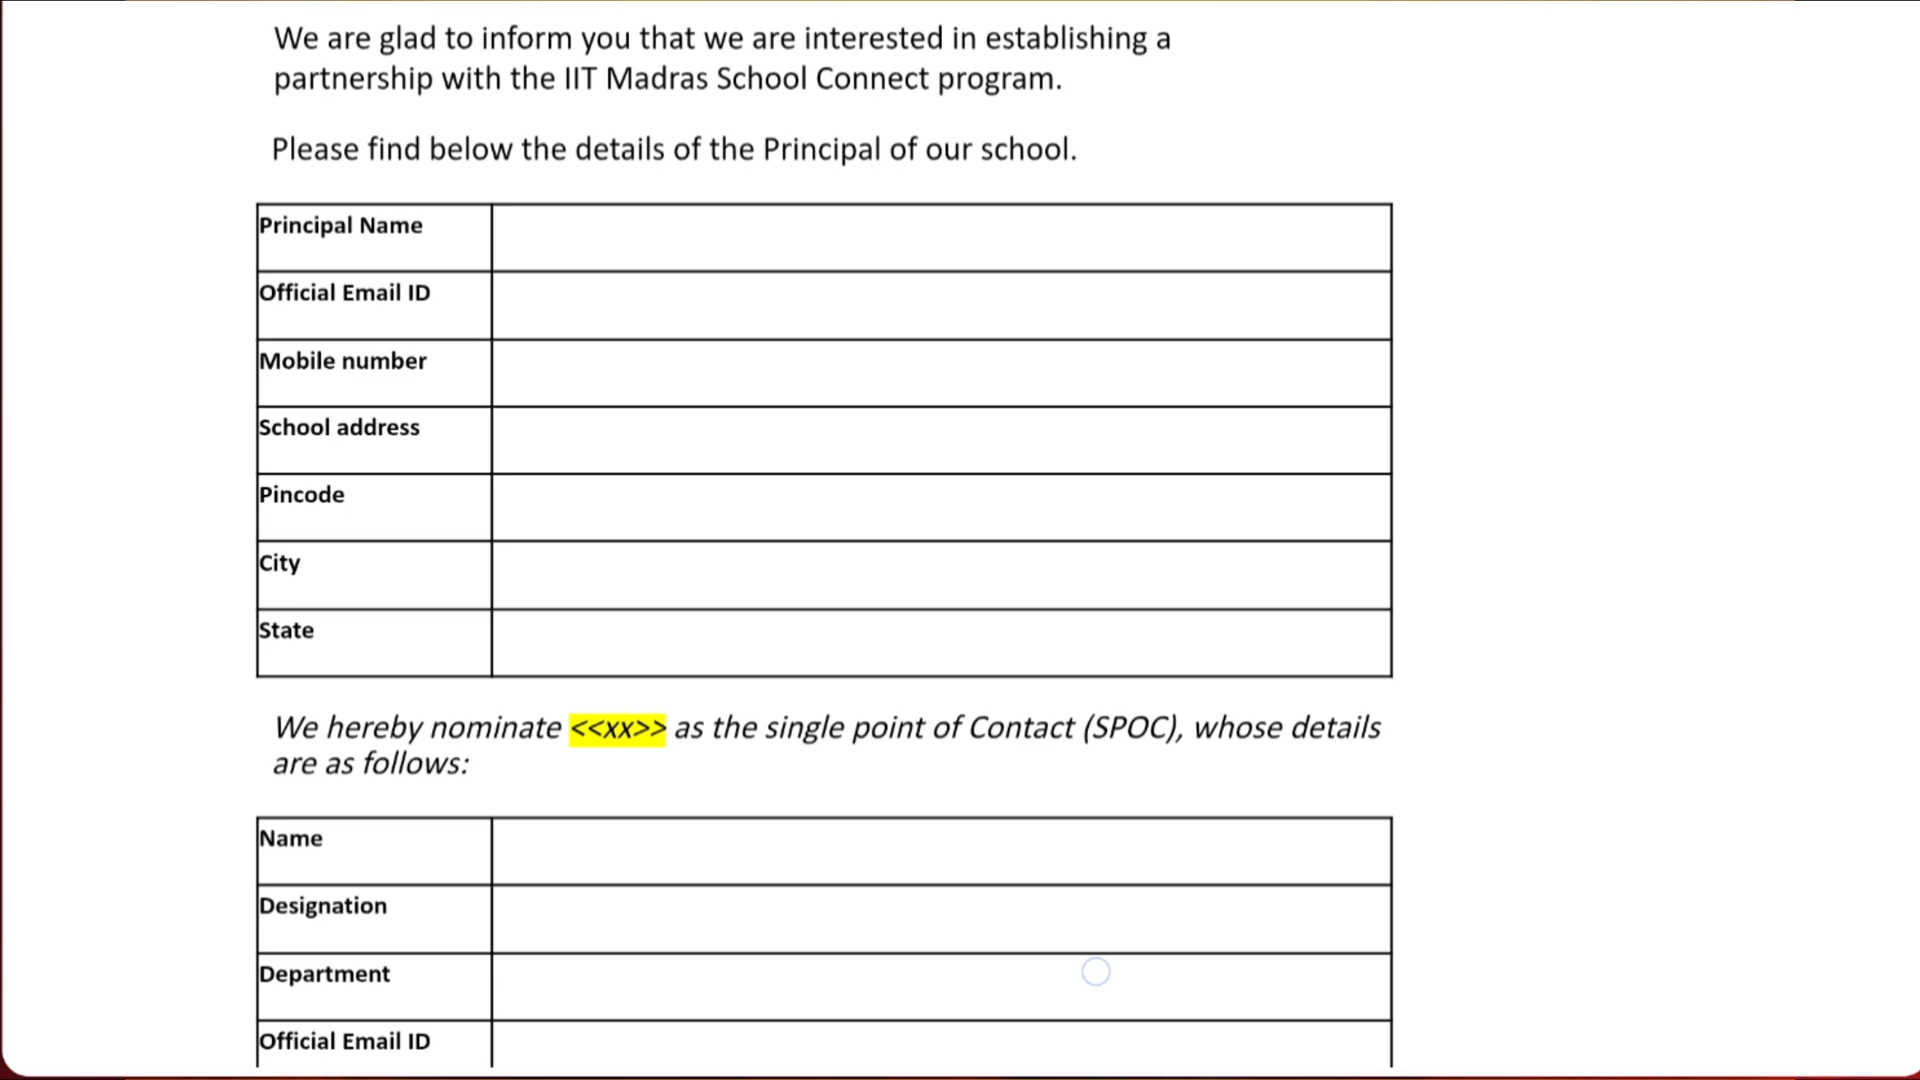 We are glad to inform you that we are interested in establishing a
partnership with the IIT Madras School Connect program.
Please find below the details of the Principal of our school.
Principal Name
Official Email ID
Mobile number
School address
Pincode
City
State
We hereby nominate <<xx>> as the single point of Contact (SPOC), whose details
are as follows:
Name
Designation
Department
Official Email ID